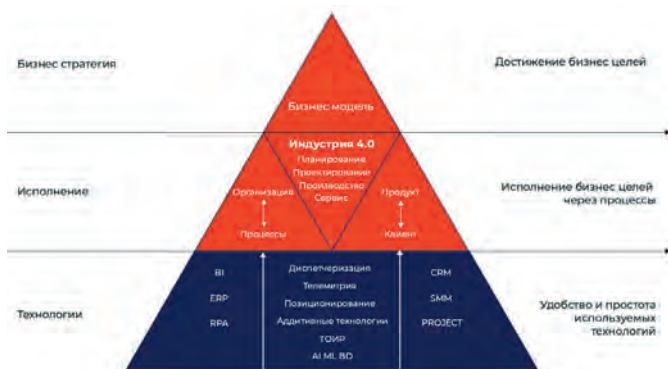 Бизнес стратегия
Достижение бизнес целей
Бизнес модель
Индустрия 4.0
Планирование
Проектирование
Производство
Сервис
Исполнение
Организация
Процессы
Продукт
Клиент
Исполнение бизнес целей
через процессы
Технологии
BI
ERP
RPA
Диспетчеризация
Телеметрия
Позиционирование
Аддитивные технологии
ТОИР
AI ML BD
CRM
SMM
PROJECT
Удобство и простота
используемых
технологий